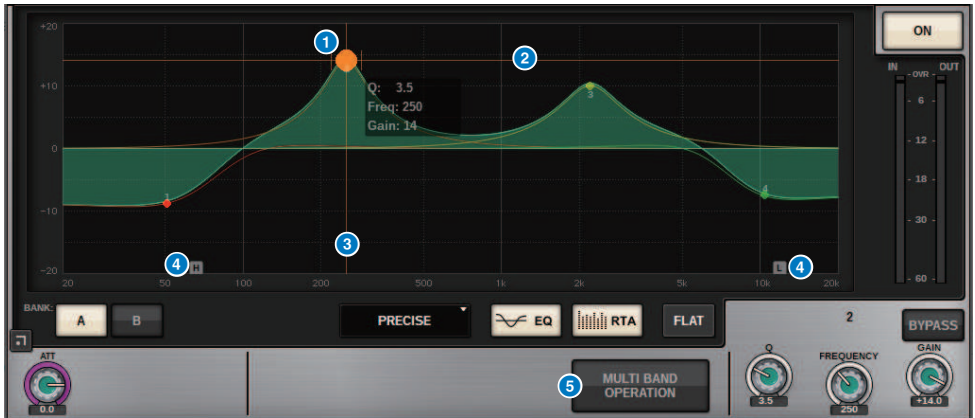 +20
1
2
ON
IN OVR OUT
+10
Q: 3.5
Freq: 250
Gain: 14
3
6
12
0
18
1
4
-10
30
3
4 H
L 4
-20
20 50 100 200 500 1k 2k 5k 10k 20k
60
BANK:
A B
PRECISE
EQ
RTA
FLAT
2
BYPASS
ATT
0.0
5
MULTI BAND
OPERATION
Q
3.5
FREQUENCY
250
GAIN
+14.0